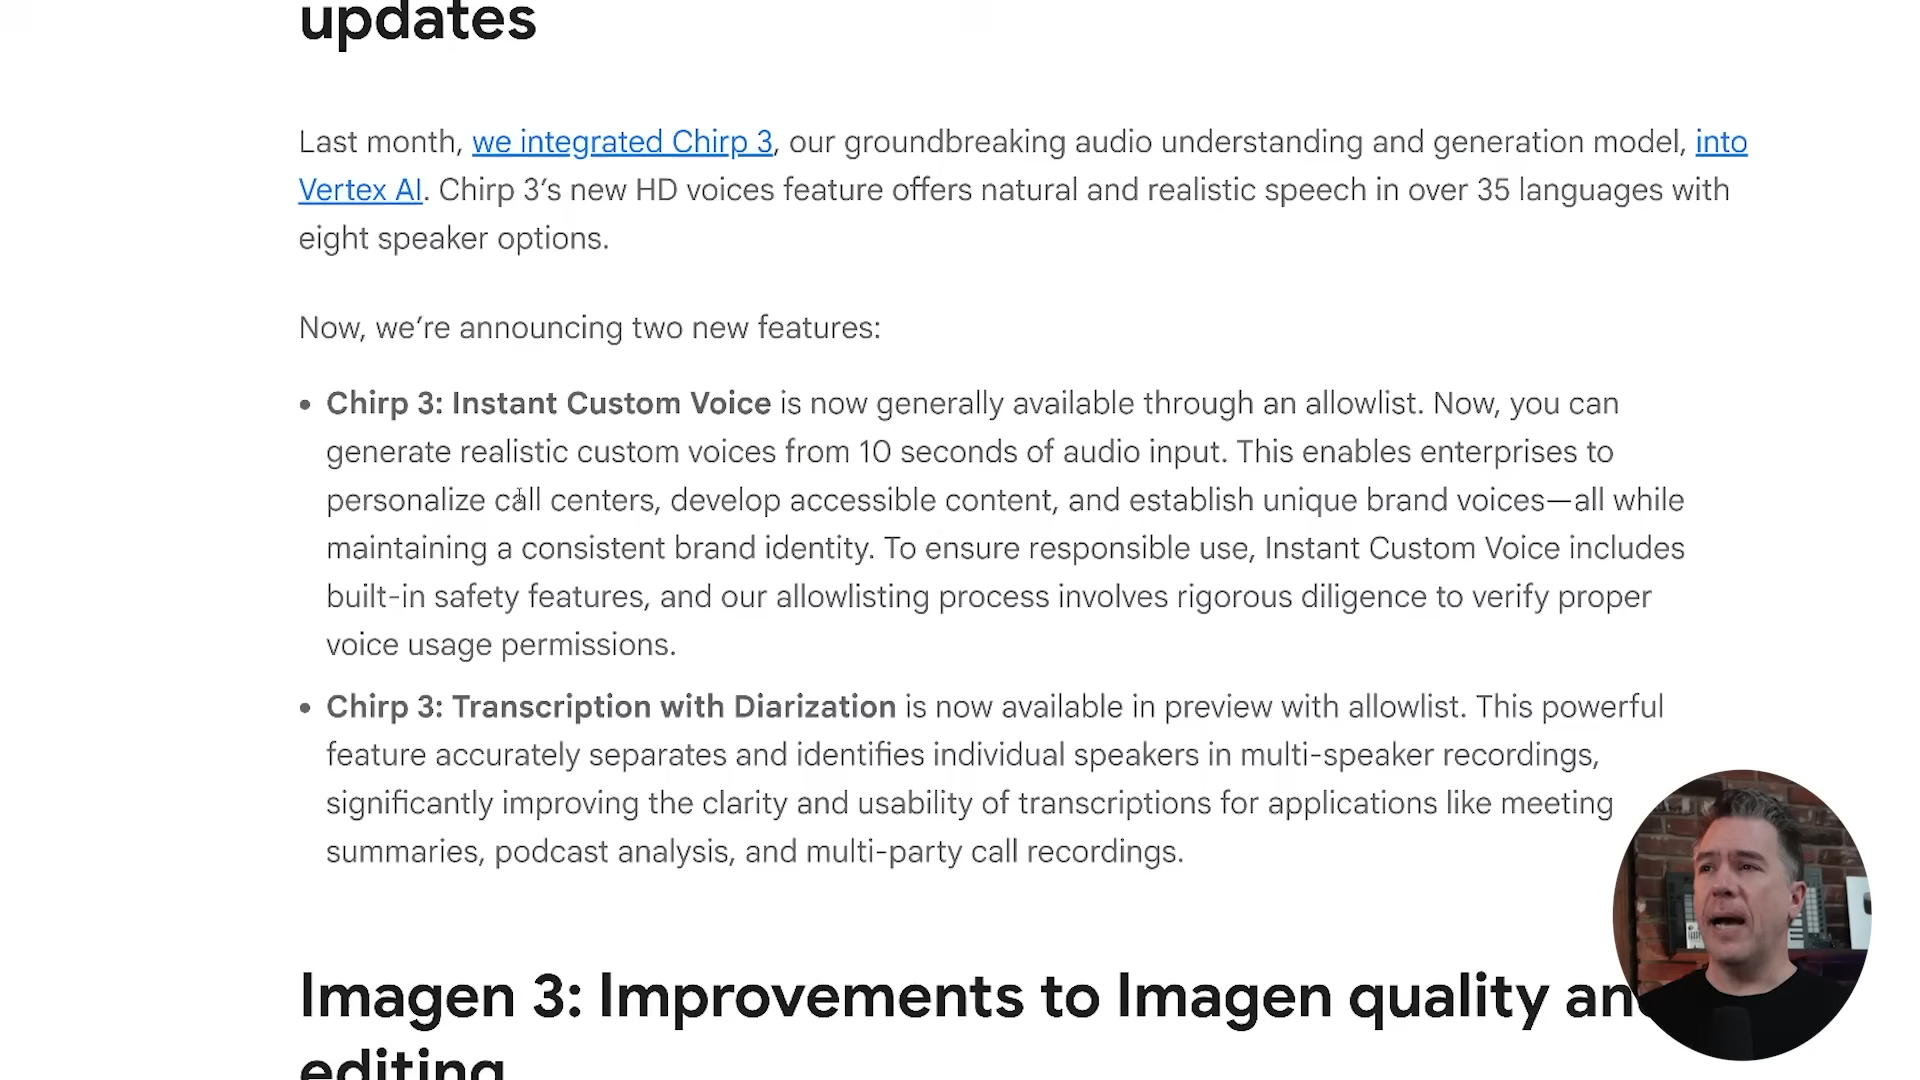 updates
Last month, we integrated Chirp 3, our groundbreaking audio understanding and generation model, into
Vertex AI. Chirp 3’s new HD voices feature offers natural and realistic speech in over 35 languages with
eight speaker options.
Now, we’re announcing two new features:
• Chirp 3: Instant Custom Voice is now generally available through an allowlist. Now, you can
generate realistic custom voices from 10 seconds of audio input. This enables enterprises to
personalize call centers, develop accessible content, and establish unique brand voices—all while
maintaining a consistent brand identity. To ensure responsible use, Instant Custom Voice includes
built-in safety features, and our allowlisting process involves rigorous diligence to verify proper
voice usage permissions.
• Chirp 3: Transcription with Diarization is now available in preview with allowlist. This powerful
feature accurately separates and identifies individual speakers in multi-speaker recordings,
significantly improving the clarity and usability of transcriptions for applications like meeting
summaries, podcast analysis, and multi-party call recordings.
Imagen 3: Improvements to Imagen quality and
editing